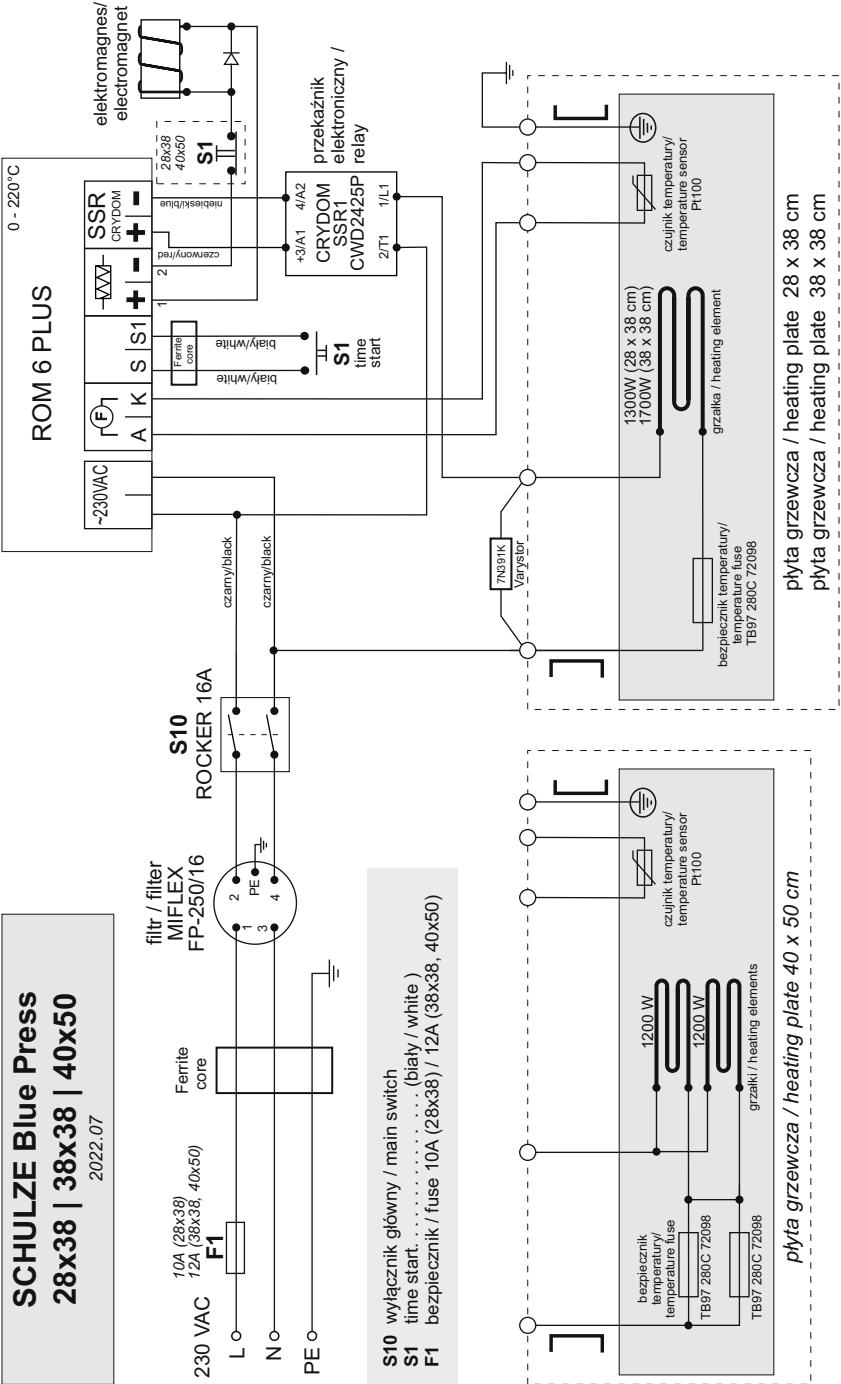 SCHULZE Blue Press
28x38 | 38x38 | 40x50
2022.07
230 VAC
L
N
PE
10A (28x38)
12A (38x38, 40x50)
F1
Ferrite
core
filtr / filter
MIFLEX
FP-250/16
1
2
3
4
PE
S10
ROCKER 16A
czarny/black
czarny/black
ROM 6 PLUS
0 - 220°C
~230VAC
F
A
K
S
S1
+
-
SSR
CRYDOM
+
-
1
2
Ferrite
core
biały/white
biały/white
S1
time
start
czerwony/red
niebieski/blue
28x38
40x50
S1
elektromagnes/
electromagnet
przekaźnik
elektroniczny /
relay
+3/A1
4/A2
CRYDOM
SSR1
CWD2425P
2/T1
1/L1
S10 wyłącznik główny / main switch
S1 time start. . . . . . . . . . . . (biały / white )
F1 bezpiecznik / fuse 10A (28x38) / 12A (38x38, 40x50)
7N391K
Varystor
bezpiecznik temperatury/
temperature fuse
TB97 280C 72098
1300W (28 x 38 cm)
1700W (38 x 38 cm)
grzałka / heating element
czujnik temperatury/
temperature sensor
Pt100
płyta grzewcza / heating plate 28 x 38 cm
płyta grzewcza / heating plate 38 x 38 cm
bezpiecznik
temperatury/
temperature fuse
TB97 280C 72098
TB97 280C 72098
1200 W
1200 W
grzałki / heating elements
czujnik temperatury/
temperature sensor
Pt100
płyta grzewcza / heating plate 40 x 50 cm